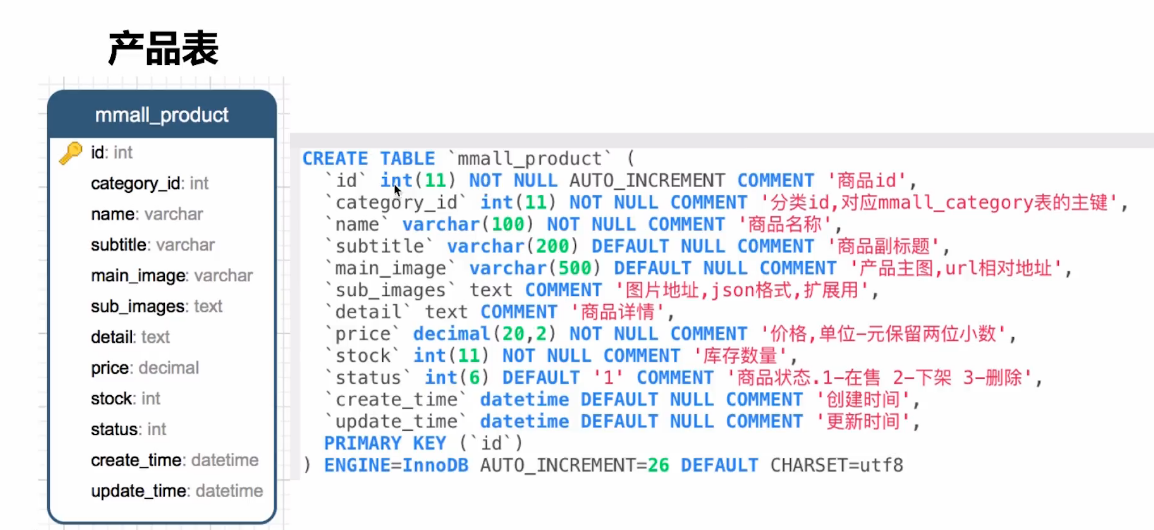 产品表
mmall_product
id: int
category_id: int
name: varchar
subtitle: varchar
main_image: varchar
sub_images: text
detail: text
price: decimal
stock: int
status: int
create_time: datetime
update_time: datetime
CREATE TABLE `mmall_product` (
`id` int(11) NOT NULL AUTO_INCREMENT COMMENT '商品id',
`category_id` int(11) NOT NULL COMMENT '分类id,对应mmall_category表的主键',
`name` varchar(100) NOT NULL COMMENT '商品名称',
`subtitle` varchar(200) DEFAULT NULL COMMENT '商品副标题',
`main_image` varchar(500) DEFAULT NULL COMMENT '产品主图,url相对地址',
`sub_images` text COMMENT '图片地址,json格式,扩展用',
`detail` text COMMENT '商品详情',
`price` decimal(20,2) NOT NULL COMMENT '价格,单位-元保留两位小数',
`stock` int(11) NOT NULL COMMENT '库存数量',
`status` int(6) DEFAULT '1' COMMENT '商品状态.1-在售 2-下架 3-删除',
`create_time` datetime DEFAULT NULL COMMENT '创建时间',
`update_time` datetime DEFAULT NULL COMMENT '更新时间',
PRIMARY KEY (`id`)
) ENGINE=InnoDB AUTO_INCREMENT=26 DEFAULT CHARSET=utf8